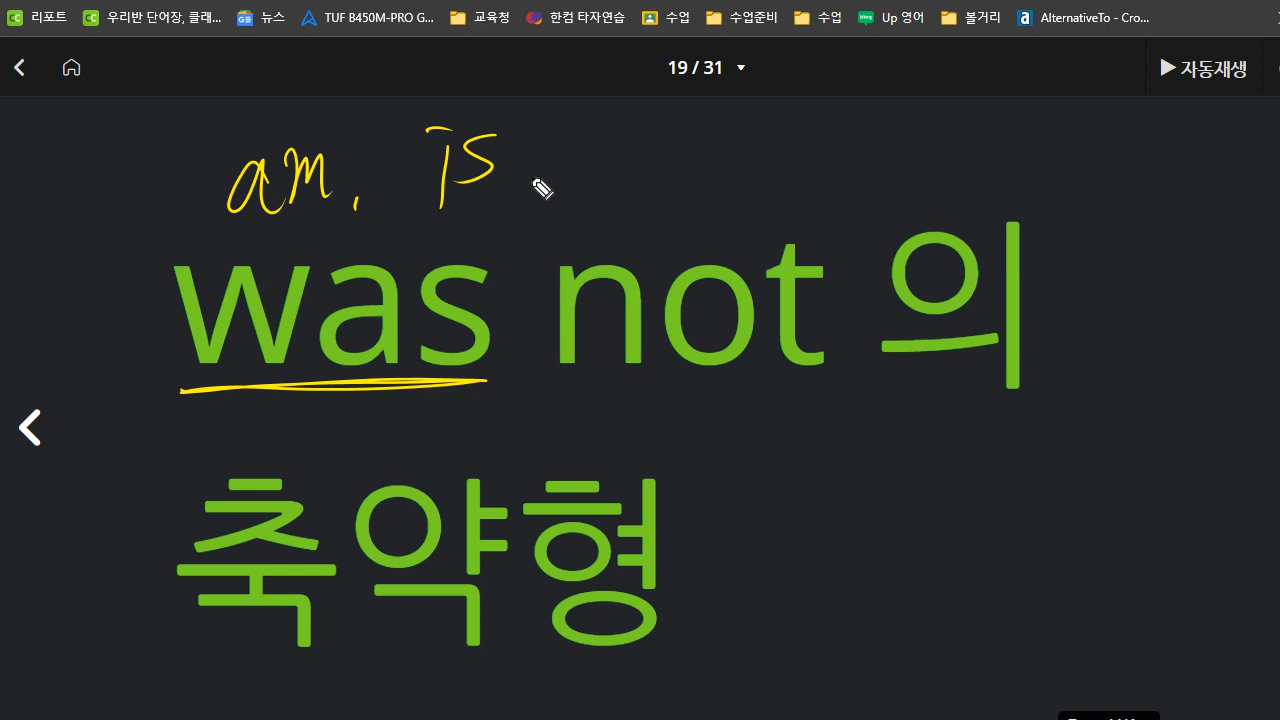 리포트 우리반 단어장, 클래... 뉴스 TUF B450M-PRO G... 교육청 한컴 타자연습 수업 수업준비 수업 Up 영어 볼거리 AlternativeTo - Cro...
19 / 31 자동재생
am, is
was not 의
축약형